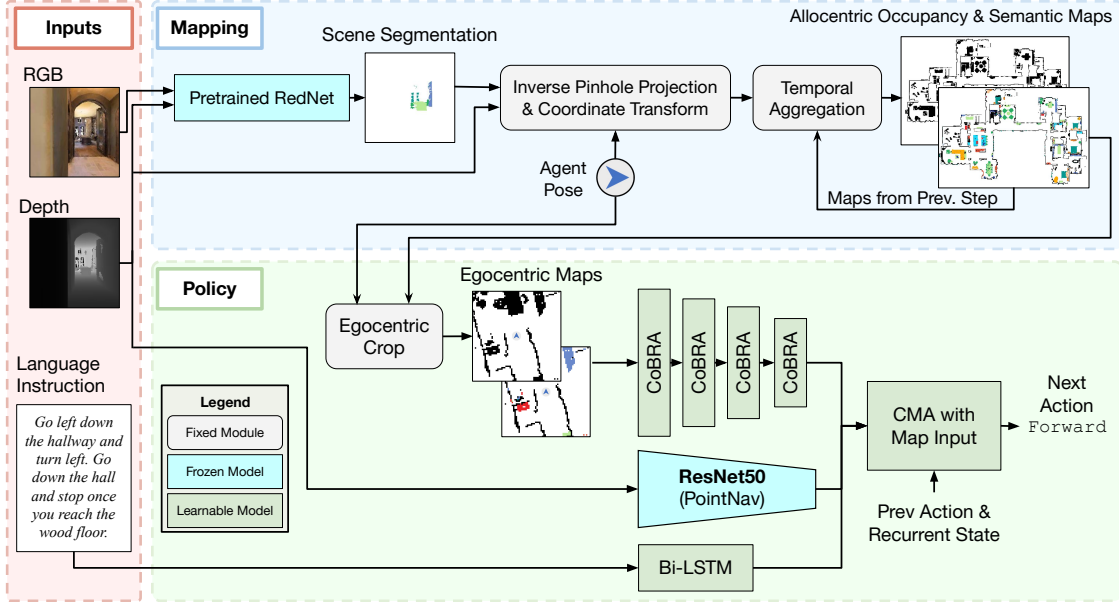 Inputs
RGB
Depth
Language
Instruction
Go left down
the hallway and
turn left. Go
down the hall
and stop once
you reach the
wood floor.
Mapping
Pretrained RedNet
Scene Segmentation
Inverse Pinhole Projection
& Coordinate Transform
Agent
Pose
Temporal
Aggregation
Allocentric Occupancy & Semantic Maps
Maps from Prev. Step
Policy
Egocentric
Crop
Egocentric Maps
CoBRA
CoBRA
CoBRA
CoBRA
Legend
Fixed Module
Frozen Model
Learnable Model
ResNet50
(PointNav)
Bi-LSTM
CMA with
Map Input
Prev Action &
Recurrent State
Next
Action
Forward